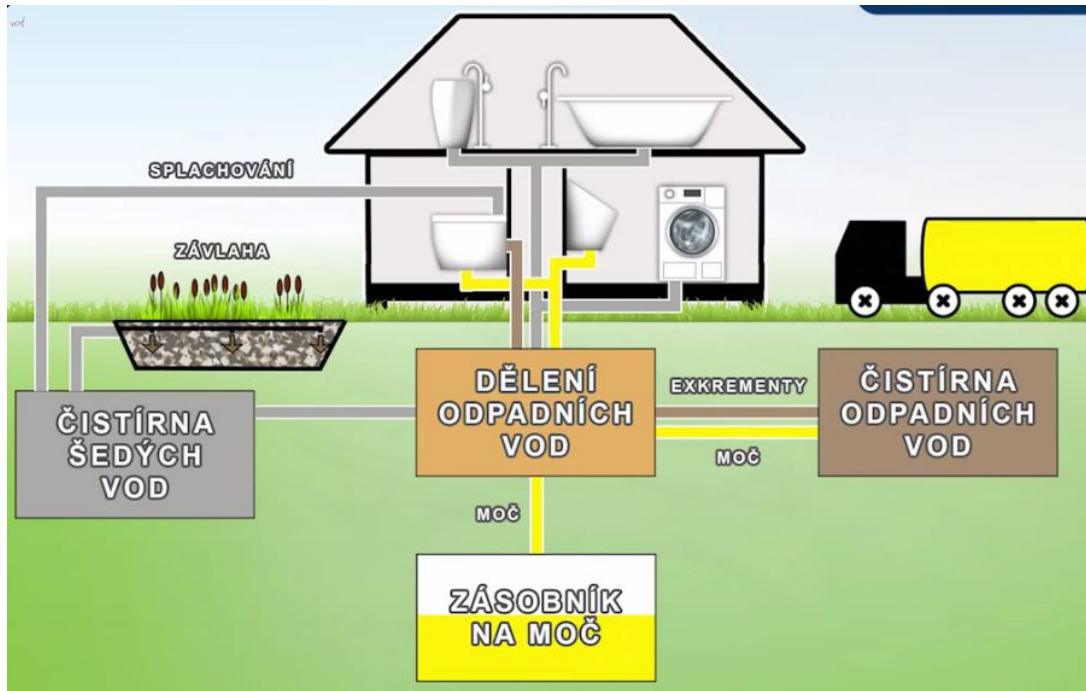 SPLACHOVÁNÍ
ZÁVLAHA
ČISTÍRNA
ŠEDÝCH
VOD
DĚLENÍ
ODPADNÍCH
VOD
EXKREMENTY
MOČ
ČISTÍRNA
ODPADNÍCH
VOD
MOČ
ZÁSOBNÍK
NA MOČ